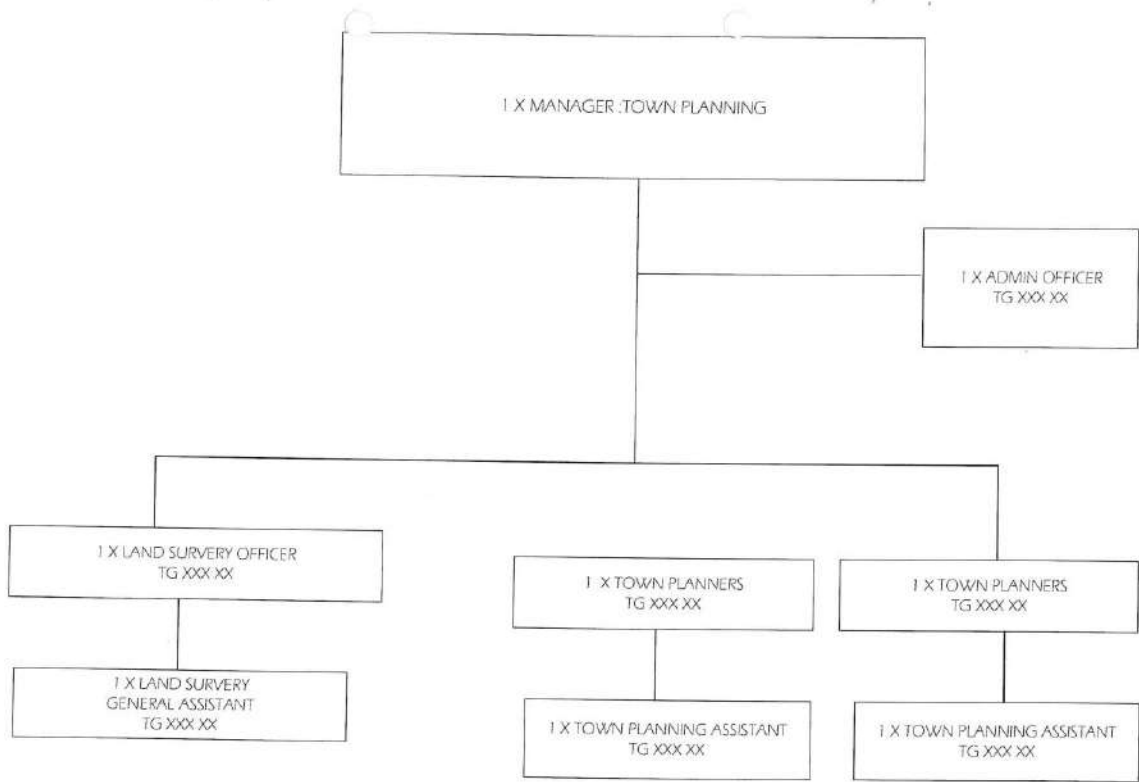 1 X MANAGER :TOWN PLANNING
1 X ADMIN OFFICER
TG XXX XX
1 X LAND SURVERY OFFICER
TG XXX XX
1 X TOWN PLANNERS
TG XXX XX
1 X TOWN PLANNERS
TG XXX XX
1 X LAND SURVERY
GENERAL ASSISTANT
TG XXX XX
1 X TOWN PLANNING ASSISTANT
TG XXX XX
1 X TOWN PLANNING ASSISTANT
TG XXX XX